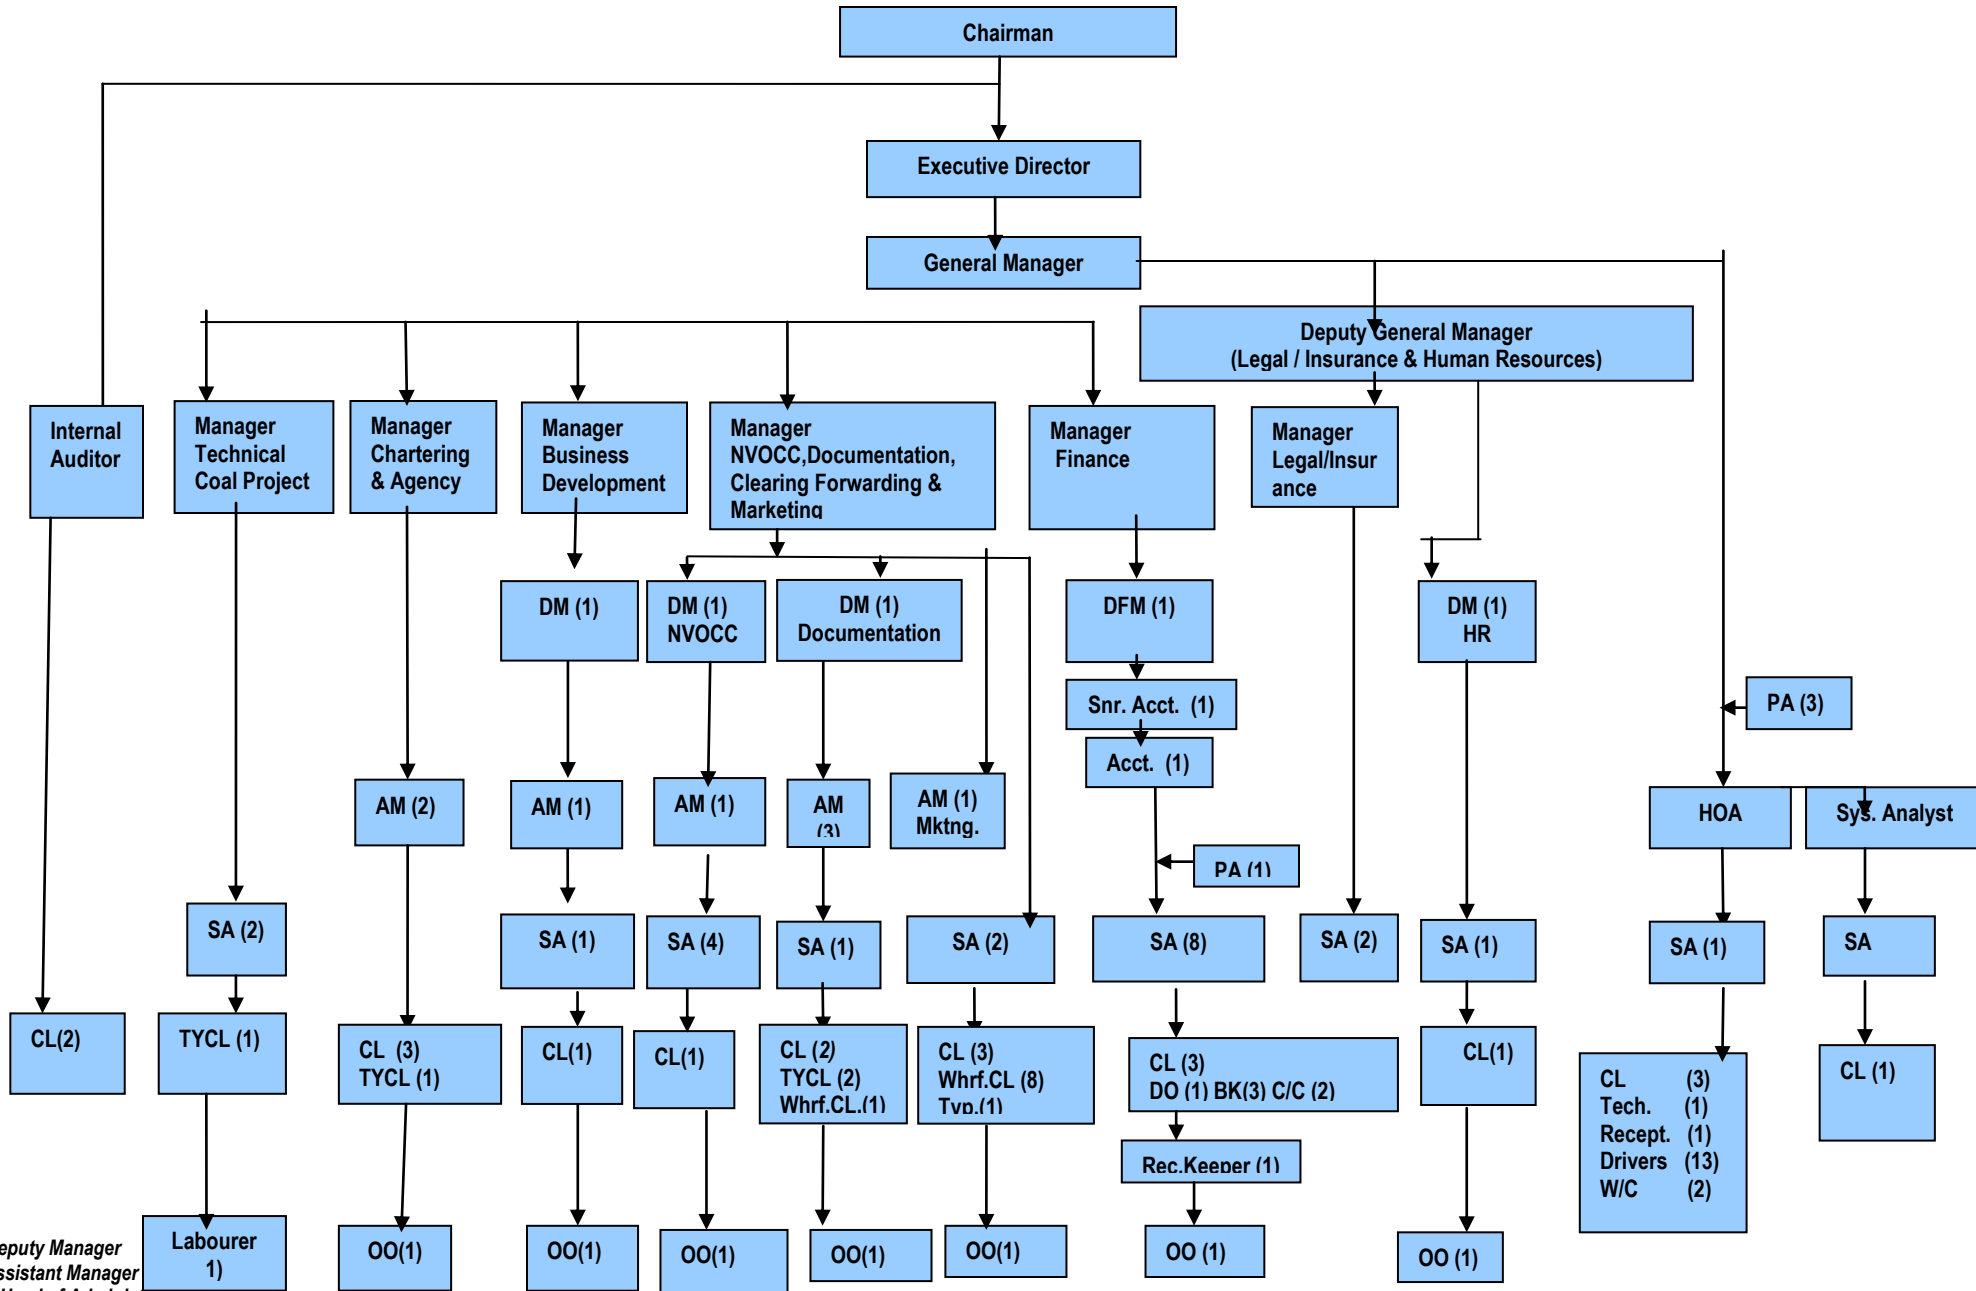 Chairman
Executive Director
General Manager
Deputy General Manager
(Legal / Insurance & Human Resources)
Internal
Auditor
Manager
Technical
Coal Project
Manager
Chartering
& Agency
Manager
Business
Development
Manager
NVOCC,Documentation,
Clearing Forwarding &
Marketing
Manager
Finance
Manager
Legal/Insur
ance
DM (1)
DM (1)
NVOCC
DM (1)
Documentation
DFM (1)
DM (1)
HR
Snr. Acct. (1)
PA (3)
Acct. (1)
AM (2)
AM (1)
AM (1)
AM
(3)
AM (1)
Mktng.
HOA
Sys. Analyst
PA (1)
SA (2)
SA (1)
SA (4)
SA (1)
SA (2)
SA (8)
SA (2)
SA (1)
SA (1)
SA
CL(2)
TYCL (1)
CL (3)
TYCL (1)
CL(1)
CL(1)
CL (2)
TYCL (2)
Whrf.CL.(1)
CL (3)
Whrf.CL (8)
Typ.(1)
CL (3)
DO (1) BK(3) C/C (2)
CL(1)
CL (3)
Tech. (1)
Recept. (1)
Drivers (13)
W/C (2)
CL (1)
Rec.Keeper (1)
Labourer
1)
OO(1)
OO(1)
OO(1)
OO(1)
OO(1)
OO (1)
OO (1)
Manager
Assistant Manager